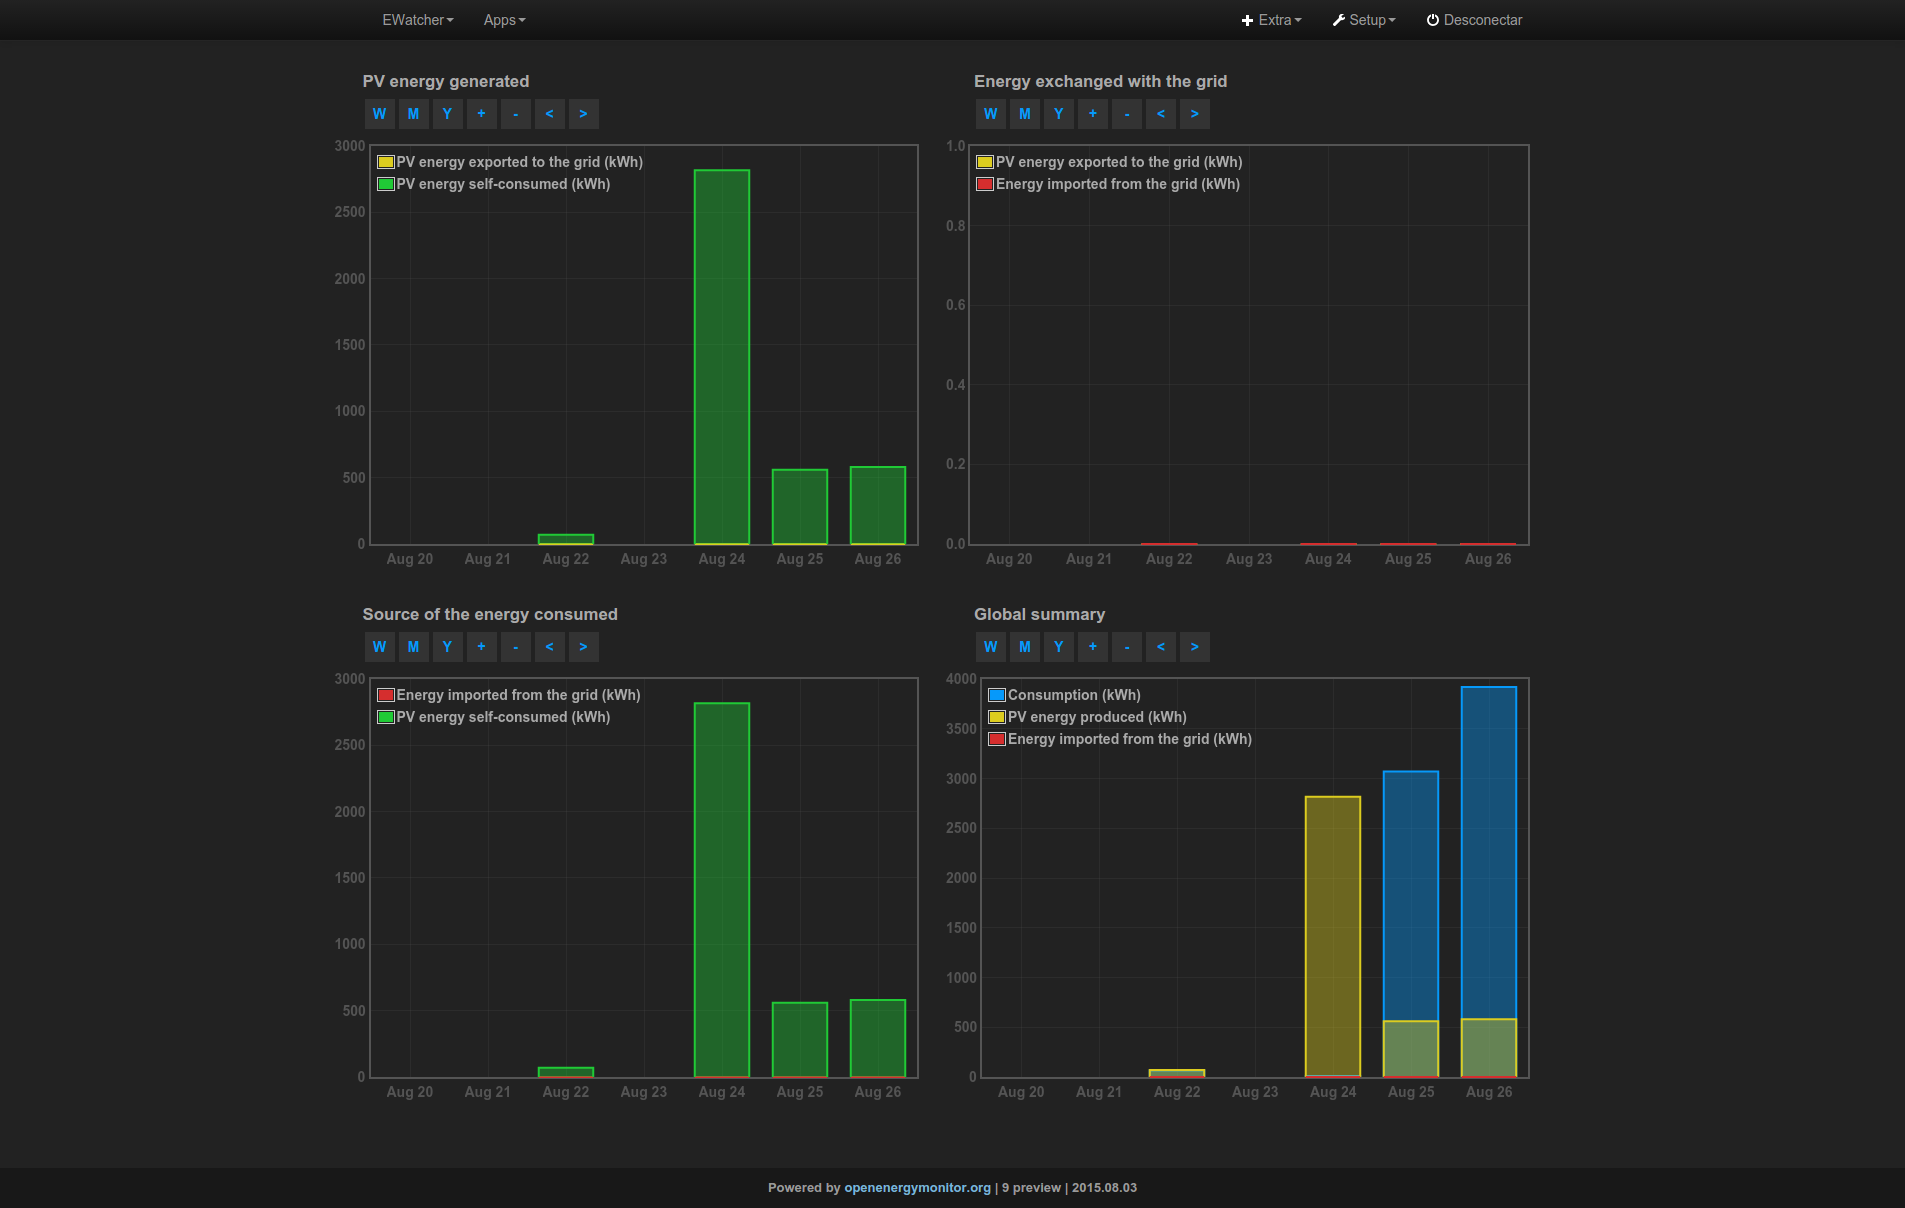 EWatcher Apps Extra Setup Desconectar
PV energy generated
W M Y + - < >
3000
2500
2000
1500
1000
500
0
PV energy exported to the grid (kWh)
PV energy self-consumed (kWh)
Aug 20 Aug 21 Aug 22 Aug 23 Aug 24 Aug 25 Aug 26
Energy exchanged with the grid
W M Y + - < >
1.0
0.8
0.6
0.4
0.2
0.0
PV energy exported to the grid (kWh)
Energy imported from the grid (kWh)
Aug 20 Aug 21 Aug 22 Aug 23 Aug 24 Aug 25 Aug 26
Source of the energy consumed
W M Y + - < >
3000
2500
2000
1500
1000
500
0
Energy imported from the grid (kWh)
PV energy self-consumed (kWh)
Aug 20 Aug 21 Aug 22 Aug 23 Aug 24 Aug 25 Aug 26
Global summary
W M Y + - < >
4000
3500
3000
2500
2000
1500
1000
500
0
Consumption (kWh)
PV energy produced (kWh)
Energy imported from the grid (kWh)
Aug 20 Aug 21 Aug 22 Aug 23 Aug 24 Aug 25 Aug 26
Powered by openenergymonitor.org | 9 preview | 2015.08.03